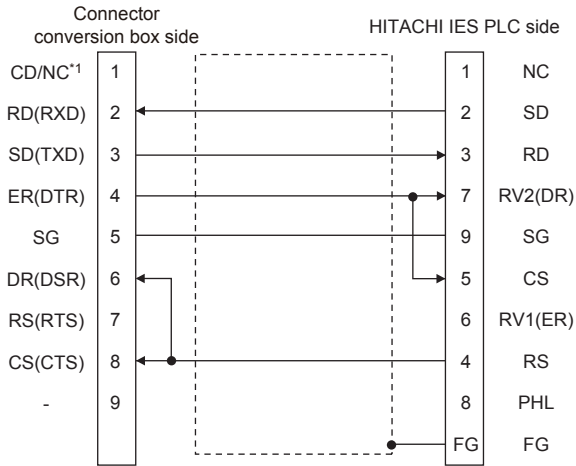 Connector
conversion box side
HITACHI IES PLC side
CD/NC*1 1 1 NC
RD(RXD) 2 2 SD
SD(TXD) 3 3 RD
ER(DTR) 4 7 RV2(DR)
SG 5 9 SG
DR(DSR) 6 5 CS
RS(RTS) 7 6 RV1(ER)
CS(CTS) 8 4 RS
- 9 8 PHL
FG FG